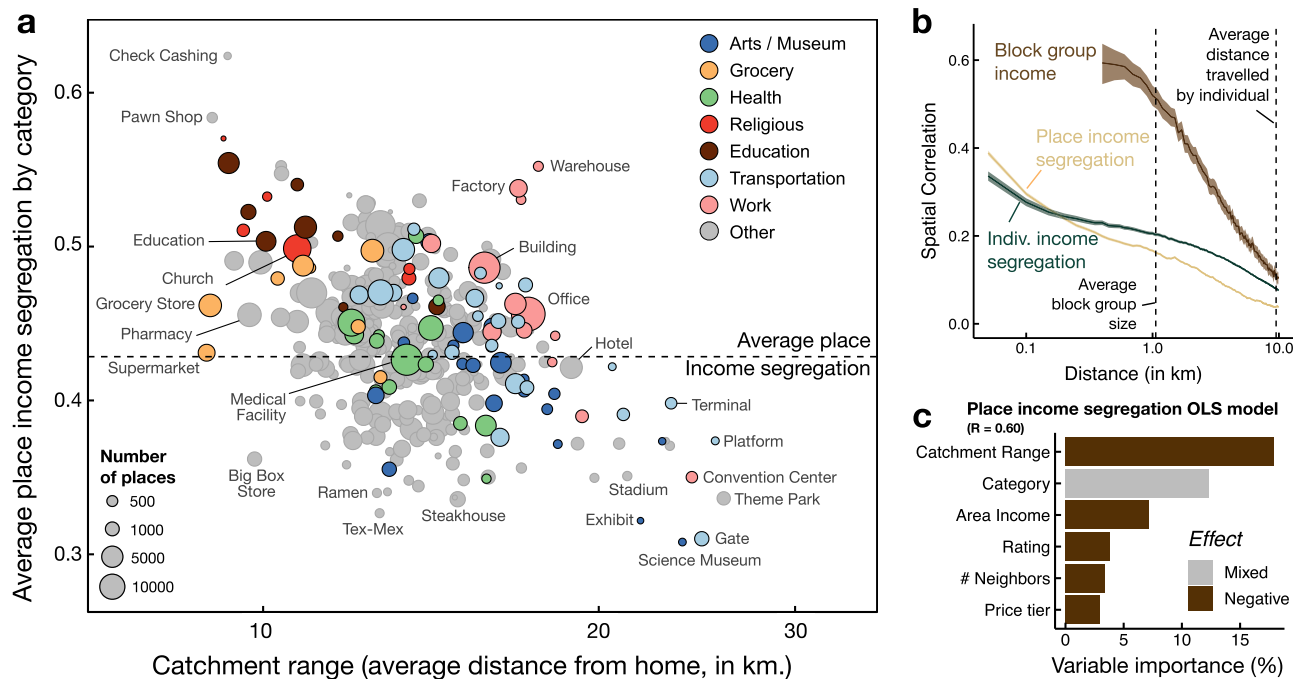 a
Average place income segregation by category
0.6
0.5
0.4
0.3
10
20
30
Catchment range (average distance from home, in km.)
Check Cashing
Pawn Shop
Education
Church
Grocery Store
Pharmacy
Supermarket
Medical
Facility
Factory
Warehouse
Building
Office
Hotel
Average place
Income segregation
Terminal
Platform
Convention Center
Stadium
Theme Park
Exhibit
Gate
Science Museum
Big Box
Store
Ramen
Tex-Mex
Steakhouse
Arts / Museum
Grocery
Health
Religious
Education
Transportation
Work
Other
Number
of places
500
1000
5000
10000
b
Spatial Correlation
0.6
0.4
0.2
0.0
0.1
1.0
10.0
Distance (in km)
Block group
income
Average
distance
travelled
by individual
Place income
segregation
Indiv. income
segregation
Average
block group
size
c
Place income segregation OLS model
(R = 0.60)
Catchment Range
Category
Area Income
Rating
# Neighbors
Price tier
Effect
Mixed
Negative
0
5
10
15
Variable importance (%)